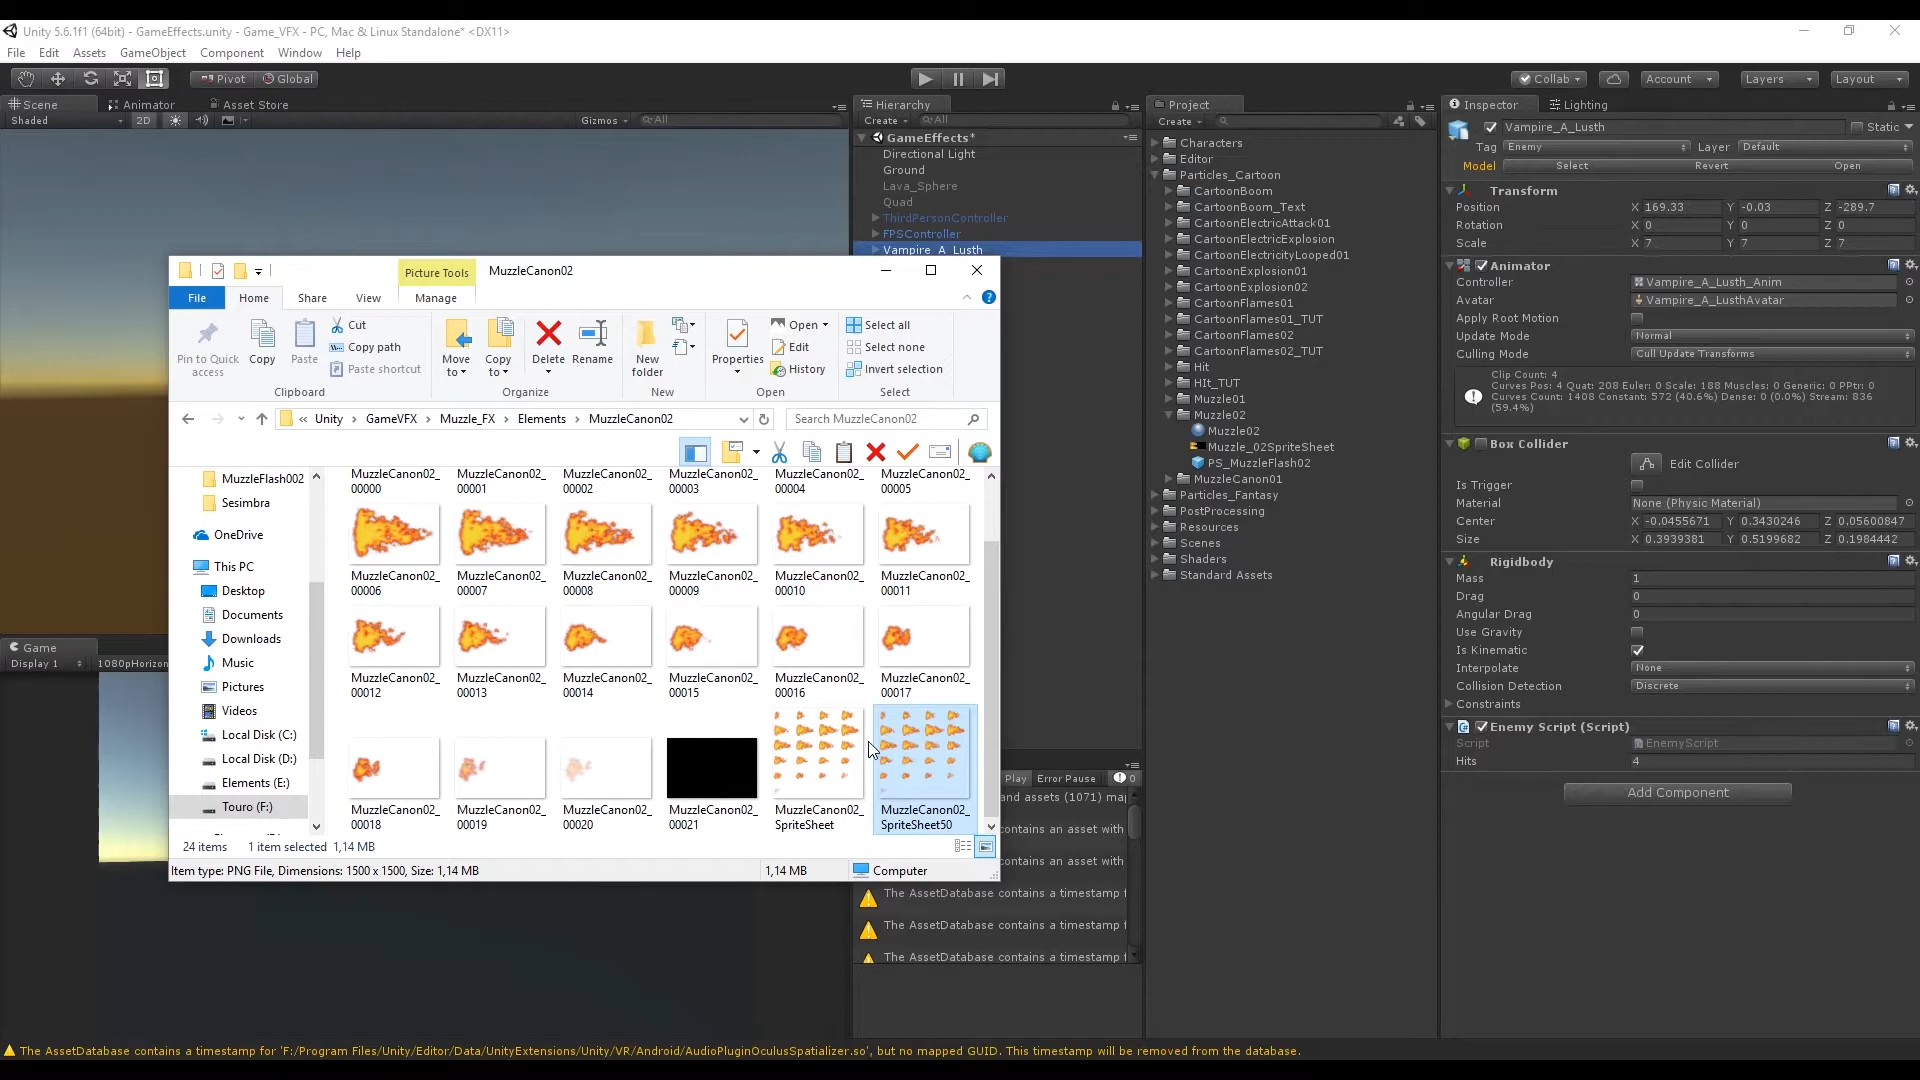 Unity 5.6.1f1 (64bit) - GameEffects.unity - Game_VFX - PC, Mac & Linux Standalone* <DX11>
File Edit Assets GameObject Component Window Help
Pivot Global
Collab Account Layers Layout
Scene Animator Asset Store
Shaded 2D Gizmos All
Hierarchy
Create All
GameEffects*
Directional Light
Ground
Lava_Sphere
Quad
ThirdPersonController
FPSController
Vampire_A_Lusth
Project
Create
Characters
Editor
Particles_Cartoon
CartoonBoom
CartoonBoom_Text
CartoonElectricAttack01
CartoonElectricExplosion
CartoonElectricityLooped01
CartoonExplosion01
CartoonExplosion02
CartoonFlames01
CartoonFlames01_TUT
CartoonFlames02
CartoonFlames02_TUT
Hit
HIt_TUT
Muzzle01
Muzzle02
Muzzle02
Muzzle_02SpriteSheet
PS_MuzzleFlash02
MuzzleCanon01
Particles_Fantasy
PostProcessing
Resources
Scenes
Shaders
Standard Assets
Inspector Lighting
Vampire_A_Lusth Static
Tag Enemy Layer Default
Model Select Revert Open
Transform
Position X 169.33 Y -0.03 Z -289.7
Rotation X 0 Y 0 Z 0
Scale X 7 Y 7 Z 7
Animator
Controller Vampire_A_Lusth_Anim
Avatar Vampire_A_LusthAvatar
Apply Root Motion
Update Mode Normal
Culling Mode Cull Update Transforms
Clip Count: 4
Curves Pos: 4 Quat: 208 Euler: 0 Scale: 188 Muscles: 0 Generic: 0 PPtr: 0
Curves Count: 1408 Constant: 572 (40.6%) Dense: 0 (0.0%) Stream: 836
(59.4%)
Box Collider
Edit Collider
Is Trigger
Material None (Physic Material)
Center X -0.0455671 Y 0.3430246 Z 0.05600847
Size X 0.3939381 Y 0.5199682 Z 0.1984442
Rigidbody
Mass 1
Drag 0
Angular Drag 0
Use Gravity
Is Kinematic
Interpolate None
Collision Detection Discrete
Constraints
Enemy Script (Script)
Script EnemyScript
Hits 4
Add Component
Game
Display 1 1080pHorizon
Picture Tools MuzzleCanon02
File Home Share View Manage
Pin to Quick access
Copy
Paste
Cut
Copy path
Paste shortcut
Move to
Copy to
Delete
Rename
New folder
Properties
Open
Edit
History
Select all
Select none
Invert selection
Clipboard Organize New Open Select
« Unity GameVFX Muzzle_FX Elements MuzzleCanon02 Search MuzzleCanon02
MuzzleFlash002
Sesimbra
OneDrive
This PC
Desktop
Documents
Downloads
Music
Pictures
Videos
Local Disk (C:)
Local Disk (D:)
Elements (E:)
Touro (F:)
MuzzleCanon02_ MuzzleCanon02_ MuzzleCanon02_ MuzzleCanon02_ MuzzleCanon02_ MuzzleCanon02_
00000 00001 00002 00003 00004 00005
MuzzleCanon02_ MuzzleCanon02_ MuzzleCanon02_ MuzzleCanon02_ MuzzleCanon02_ MuzzleCanon02_
00006 00007 00008 00009 00010 00011
MuzzleCanon02_ MuzzleCanon02_ MuzzleCanon02_ MuzzleCanon02_ MuzzleCanon02_ MuzzleCanon02_
00012 00013 00014 00015 00016 00017
MuzzleCanon02_ MuzzleCanon02_ MuzzleCanon02_ MuzzleCanon02_ MuzzleCanon02_ MuzzleCanon02_
00018 00019 00020 00021 SpriteSheet SpriteSheet50
24 items 1 item selected 1,14 MB
Item type: PNG File, Dimensions: 1500 x 1500, Size: 1,14 MB 1,14 MB Computer
Play Error Pause 0
and assets (1071) ma
contains an asset with
contains an asset with
contains an asset with
The AssetDatabase contains a timestamp
The AssetDatabase contains a timestamp
The AssetDatabase contains a timestamp
The AssetDatabase contains a timestamp for 'F:/Program Files/Unity/Editor/Data/UnityExtensions/Unity/VR/Android/AudioPluginOculusSpatializer.so', but no mapped GUID. This timestamp will be removed from the database.